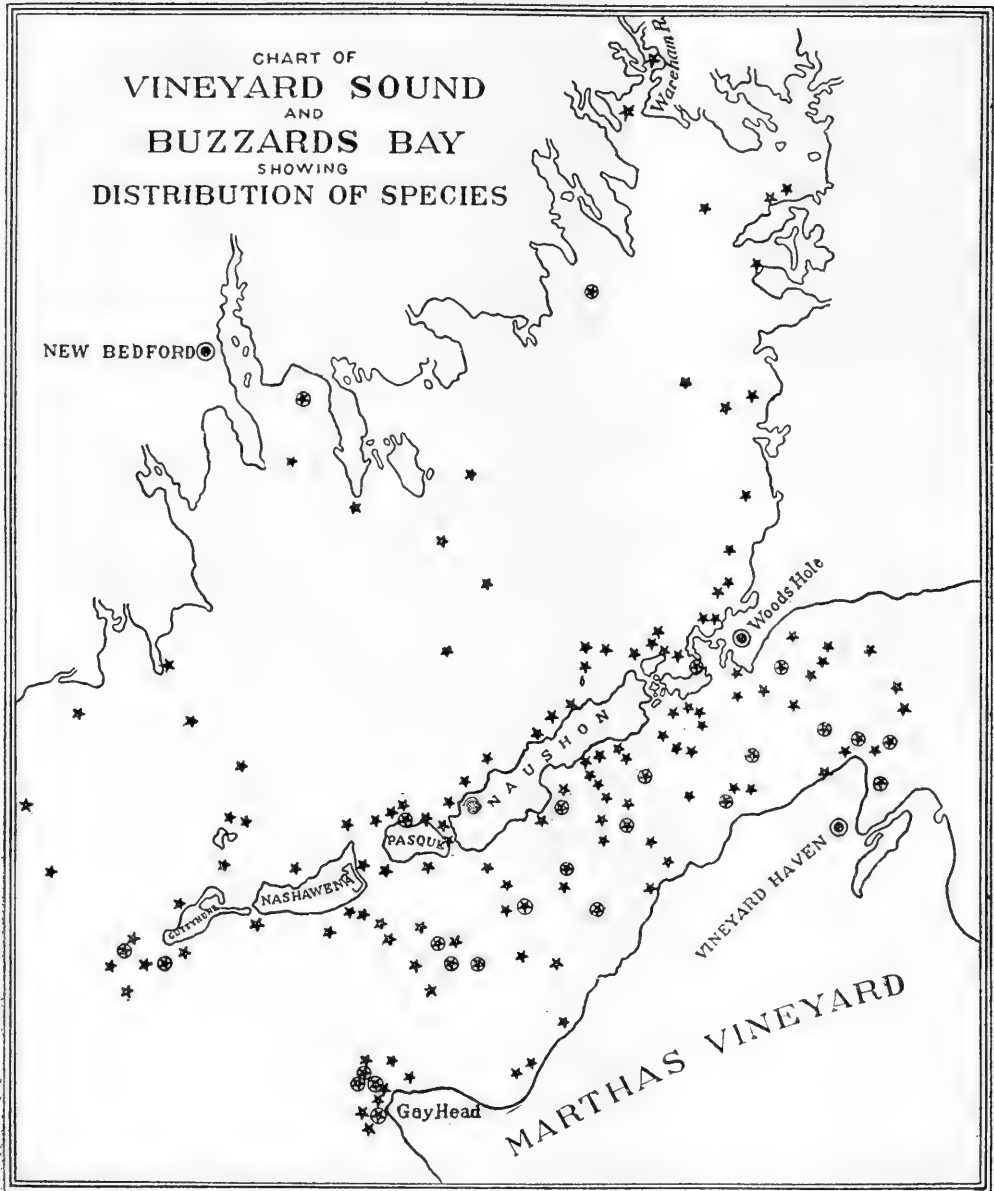 CHART OF
VINEYARD SOUND
AND
BUZZARDS BAY
SHOWING
DISTRIBUTION OF SPECIES
Wareham R.
NEW BEDFORD
Woods Hole
NAUSHON
PASQUE
NASHAWENA
CUTTYHUNK
VINEYARD HAVEN
MARTHAS VINEYARD
Gay Head